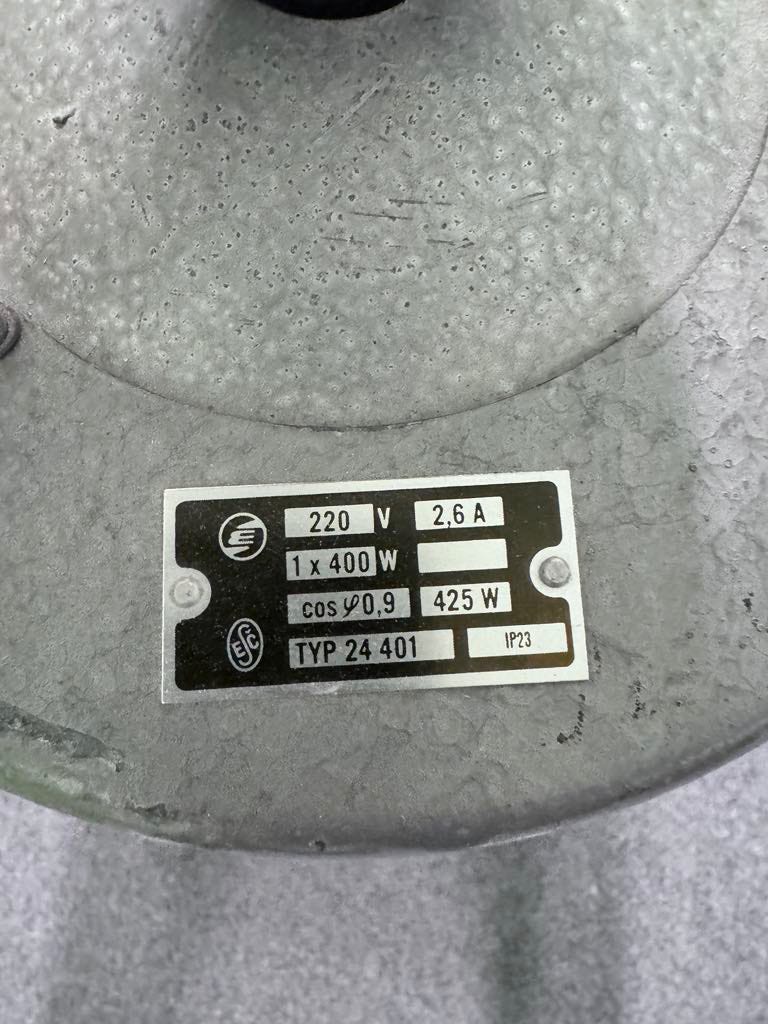 220 V 2,6 A
1 x 400 W
cos φ 0,9 425 W
TYP 24 401 IP23